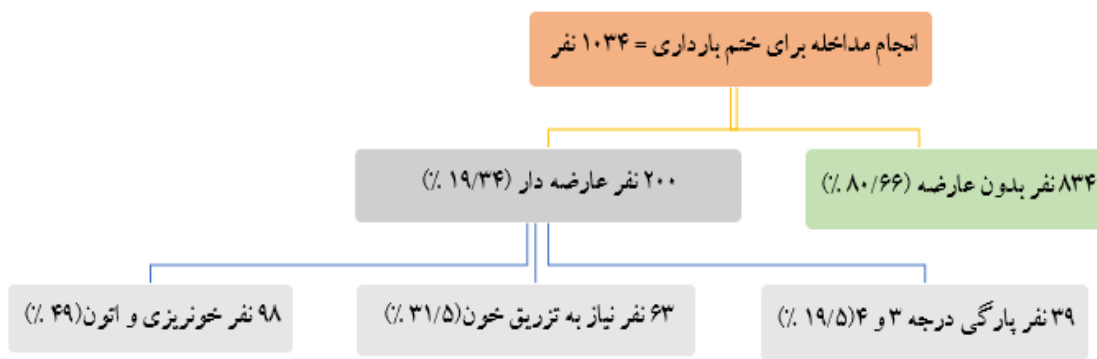 انجام مداخله برای ختم بارداری = ۱۰۳۴ نفر
۸۳۴ نفر بدون عارضه (۸۰/۶۶ ٪)
۲۰۰ نفر عارضه دار (۱۹/۳۴ ٪)
۳۹ نفر پارگی درجه ۳ و ۴(۱۹/۵ ٪)
۶۳ نفر نیاز به تزریق خون(۳۱/۵ ٪)
۹۸ نفر خونریزی و اتون(۴۹ ٪)